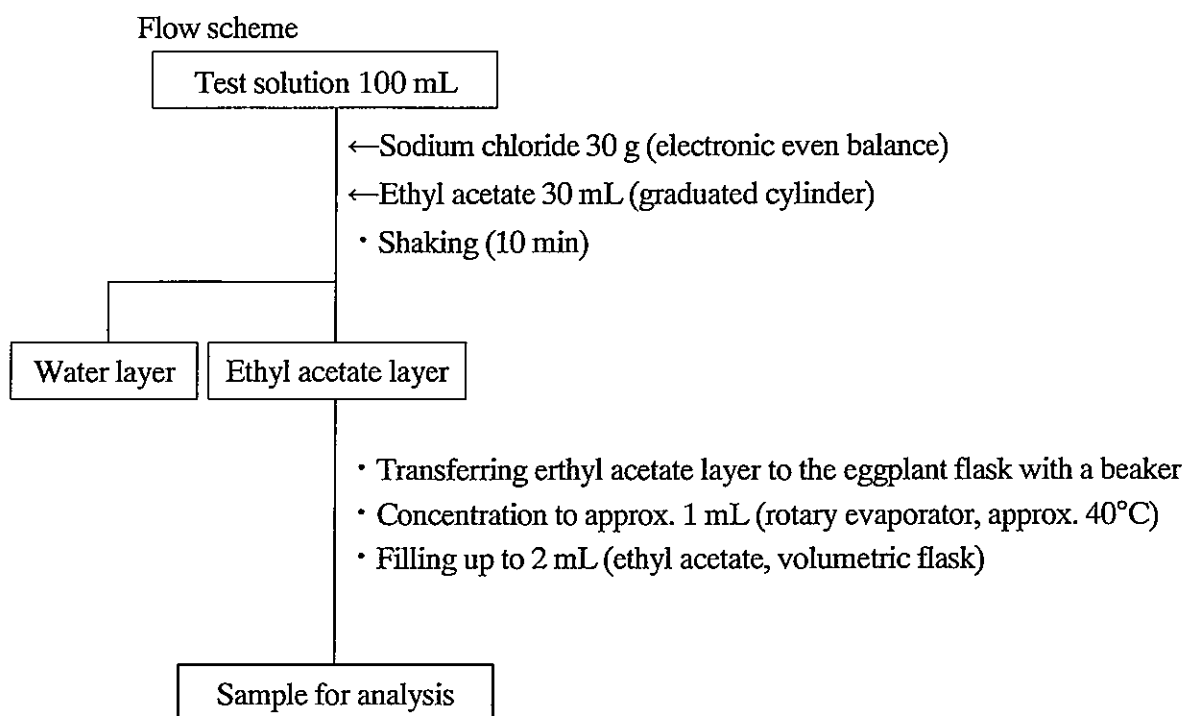 Flow scheme
Test solution 100 mL
←Sodium chloride 30 g (electronic even balance)
←Ethyl acetate 30 mL (graduated cylinder)
・Shaking (10 min)
Water layer
Ethyl acetate layer
・Transferring erthyl acetate layer to the eggplant flask with a beaker
・Concentration to approx. 1 mL (rotary evaporator, approx. 40°C)
・Filling up to 2 mL (ethyl acetate, volumetric flask)
Sample for analysis